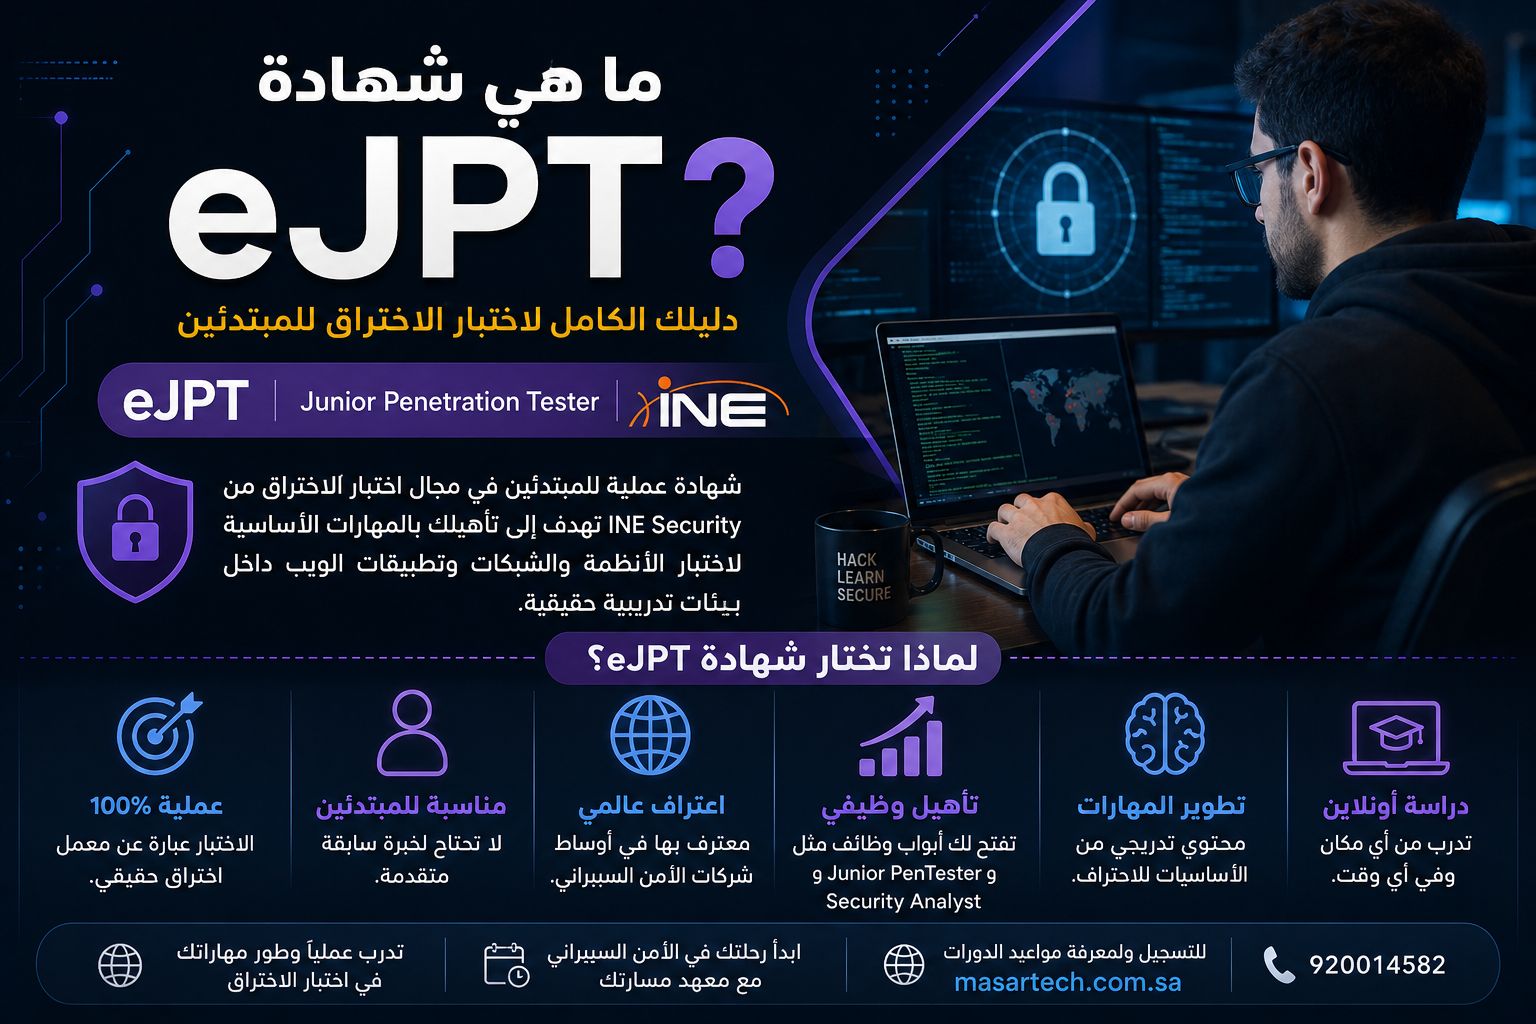 ما هي شهادة
eJPT?
دليلك الكامل لاختبار الاختراق للمبتدئين
eJPT
Junior Penetration Tester
INE
شهادة عملية للمبتدئين في مجال اختبار الاختراق من
INE Security تهدف إلى تأهيلك بالمهارات الأساسية
لاختبار الأنظمة والشبكات وتطبيقات الويب داخل
بيئات تدريبية حقيقية.
HACK
LEARN
SECURE
لماذا تختار شهادة eJPT؟
دراسة أونلاين
تدرب من أي مكان
وفي أي وقت.
تطوير المهارات
محتوي تدريجي من
الأساسيات للاحتراف.
تأهيل وظيفي
تفتح لك أبواب وظائف مثل
Junior PenTester و
Security Analyst
و
اعتراف عالمي
معترف بها في أوساط
شركات الأمن السيبراني.
مناسبة للمبتدئين
لا تحتاج لخبرة سابقة
متقدمة.
عملية 100%
الاختبار عبارة عن معمل
اختراق حقيقي.
920014582
للتسجيل ولمعرفة مواعيد الدورات
masartech.com.sa
ابدأ رحلتك في الأمن السيبراني
مع معهد مسارتك
تدرب عملياً وطور مهاراتك
في اختبار الاختراق